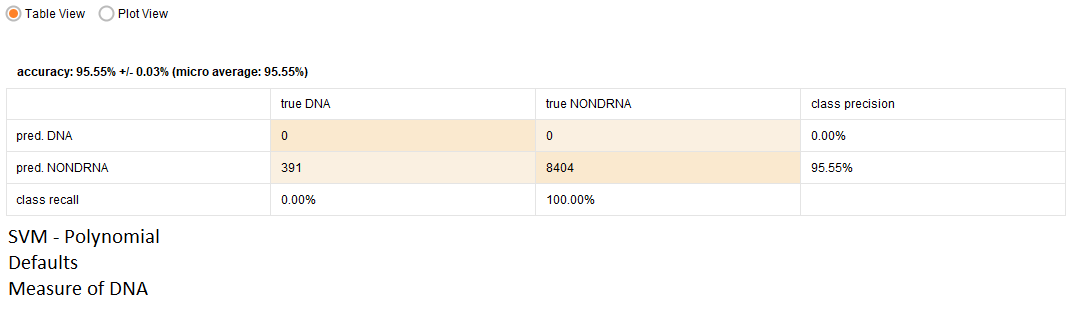 Table View Plot View
accuracy: 95.55% +/- 0.03% (micro average: 95.55%)
true DNA true NONDRNA class precision
pred. DNA 0 0 0.00%
pred. NONDRNA 391 8404 95.55%
class recall 0.00% 100.00%
SVM - Polynomial
Defaults
Measure of DNA